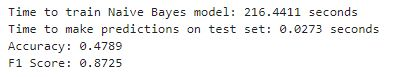 Time to train Naive Bayes model: 216.4411 seconds
Time to make predictions on test set: 0.0273 seconds
Accuracy: 0.4789
F1 Score: 0.8725